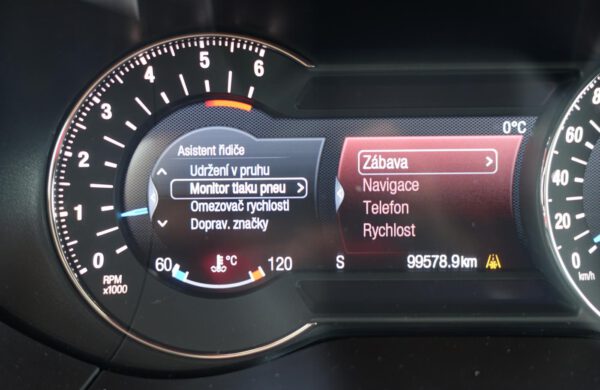 6
5
4
3
2
1
0
RPM
x1000
Asistent řidiče
Udržení v pruhu
Monitor tlaku pneu
Omezovač rychlosti
Doprav. značky
60 °C 120
0°C
Zábava
Navigace
Telefon
Rychlost
S 99578.9km
80
60
40
20
0
km/h